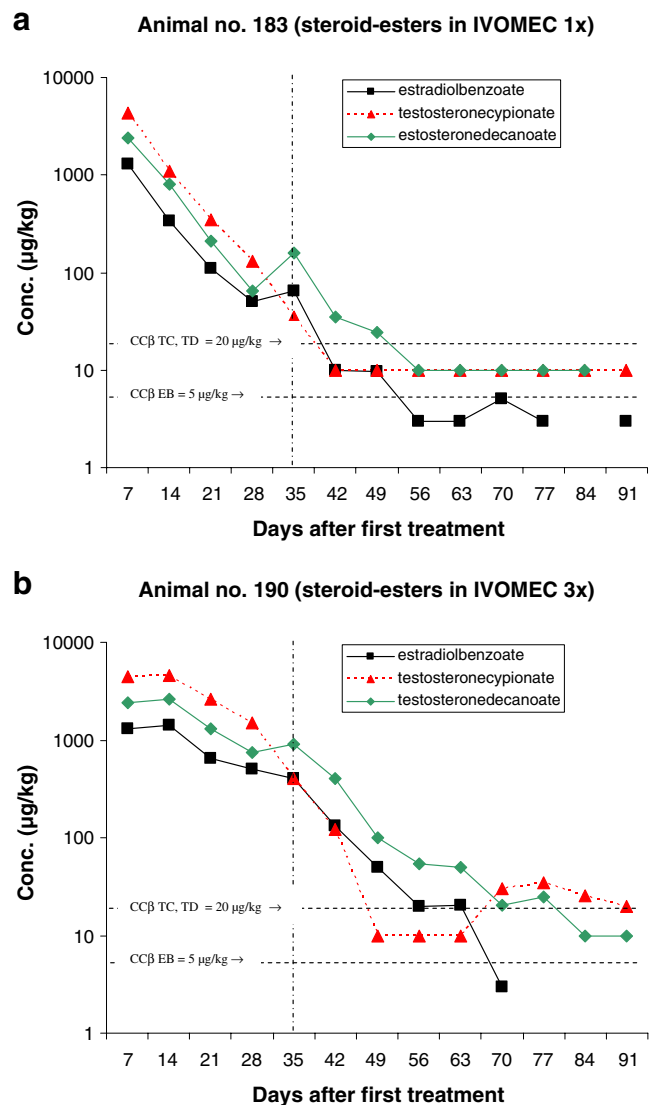 a
Animal no. 183 (steroid-esters in IVOMEC 1x)
10000
1000
100
10
1
Conc. (µg/kg)
estradiolbenzoate
testosteronecypionate
estosteronedecanoate
CCβ TC, TD = 20 µg/kg →
CCβ EB = 5 µg/kg →
7 14 21 28 35 42 49 56 63 70 77 84 91
Days after first treatment
b
Animal no. 190 (steroid-esters in IVOMEC 3x)
10000
1000
100
10
1
Conc. (µg/kg)
estradiolbenzoate
testosteronecypionate
testosteronedecanoate
CCβ TC, TD = 20 µg/kg →
CCβ EB = 5 µg/kg →
7 14 21 28 35 42 49 56 63 70 77 84 91
Days after first treatment